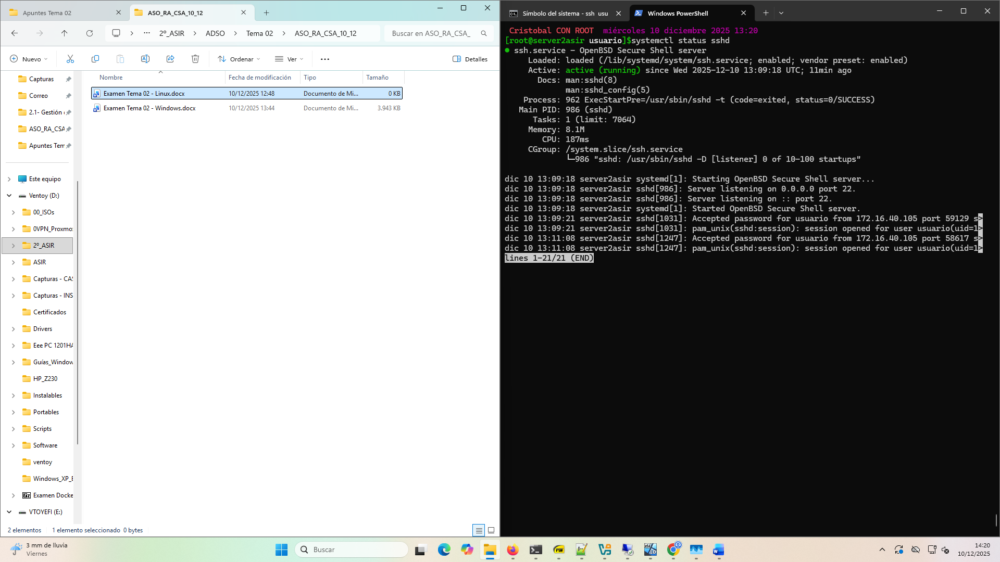 Apuntes Tema 02
ASO_RA_CSA_10_12
2º_ASIR
ADSO
Tema 02
ASO_RA_CSA_10_12
Buscar en ASO_RA_CSA_
Nuevo
Ordenar
Ver
Detalles
Nombre
Fecha de modificación
Tipo
Tamaño
Examen Tema 02 - Linux.docx
10/12/2025 12:48
Documento de Mi...
0 KB
Examen Tema 02 - Windows.docx
10/12/2025 13:44
Documento de Mi...
3.943 KB
Capturas
Correo
2.1- Gestión
ASO_RA_CSA
Apuntes Tem
Este equipo
Ventoy (D:)
00_ISOs
0VPN_Proxmo
2º_ASIR
ASIR
Capturas - CAS
Capturas - INS
Certificados
Drivers
Eee PC 1201HA
Guías_Window
HP_Z230
Instalables
Portables
Scripts
Software
ventoy
Windows_XP_E
Examen Docke
VTOYEFI (E:)
2 elementos
1 elemento seleccionado 0 bytes
Símbolo del sistema - ssh usu
Windows PowerShell
Cristobal CON ROOT miércoles 10 diciembre 2025 13:20
[root@server2asir usuario]$systemctl status sshd
● ssh.service - OpenBSD Secure Shell server
Loaded: loaded (/lib/systemd/system/ssh.service; enabled; vendor preset: enabled)
Active: active (running) since Wed 2025-12-10 13:09:18 UTC; 11min ago
Docs: man:sshd(8)
man:sshd_config(5)
Process: 962 ExecStartPre=/usr/sbin/sshd -t (code=exited, status=0/SUCCESS)
Main PID: 986 (sshd)
Tasks: 1 (limit: 7064)
Memory: 8.1M
CPU: 187ms
CGroup: /system.slice/ssh.service
└─986 "sshd: /usr/sbin/sshd -D [listener] 0 of 10-100 startups"
dic 10 13:09:18 server2asir systemd[1]: Starting OpenBSD Secure Shell server...
dic 10 13:09:18 server2asir sshd[986]: Server listening on 0.0.0.0 port 22.
dic 10 13:09:18 server2asir sshd[986]: Server listening on :: port 22.
dic 10 13:09:18 server2asir systemd[1]: Started OpenBSD Secure Shell server.
dic 10 13:09:21 server2asir sshd[1031]: Accepted password for usuario from 172.16.40.105 port 59129 s>
dic 10 13:09:21 server2asir sshd[1031]: pam_unix(sshd:session): session opened for user usuario(uid=1>
dic 10 13:11:08 server2asir sshd[1247]: Accepted password for usuario from 172.16.40.105 port 58617 s>
dic 10 13:11:08 server2asir sshd[1247]: pam_unix(sshd:session): session opened for user usuario(uid=1>
lines 1-21/21 (END)
3 mm de lluvia
Viernes
Buscar
14:20
10/12/2025